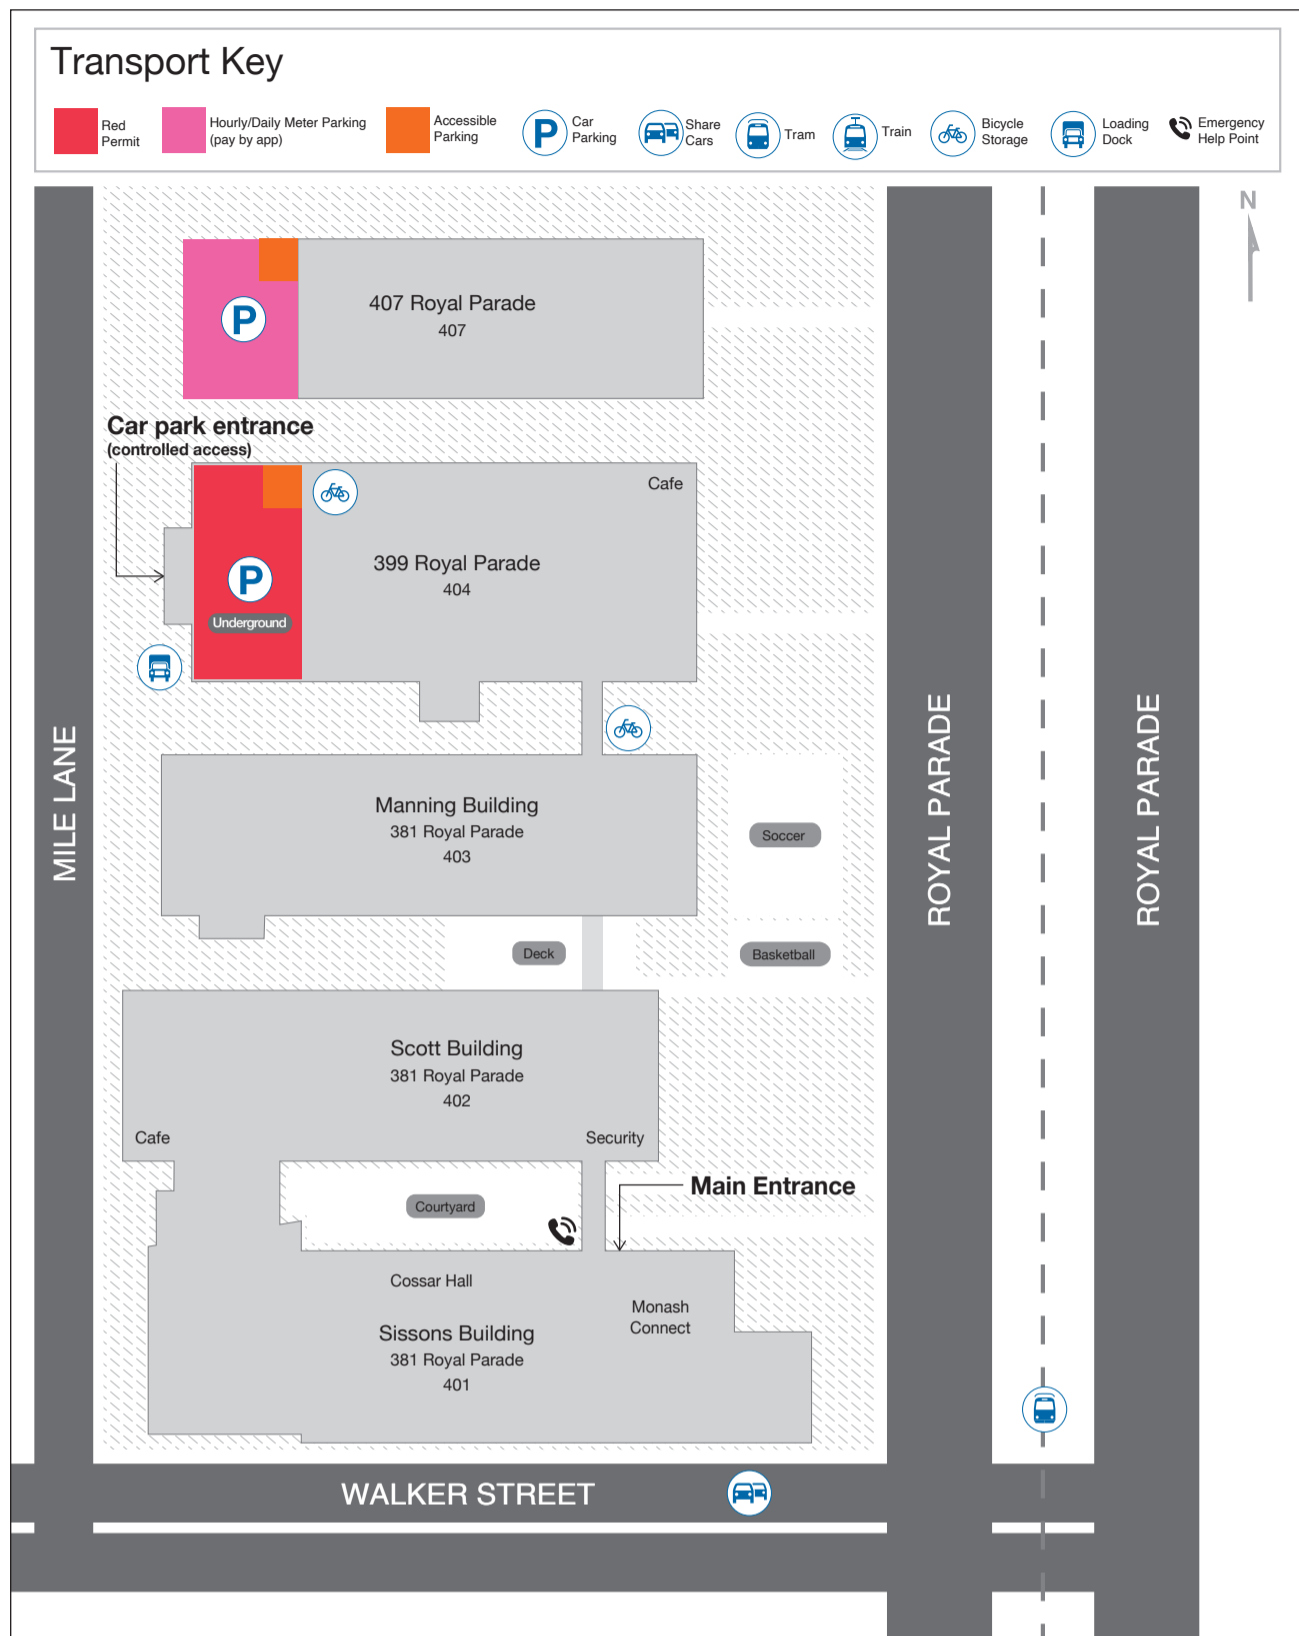 Transport Key
Red
Permit
Hourly/Daily Meter Parking
(pay by app)
Accessible
Parking
P
Car
Parking
Share
Cars
Tram
Train
Bicycle
Storage
Loading
Dock
Emergency
Help Point
N
407 Royal Parade
407
P
Car park entrance
(controlled access)
Cafe
399 Royal Parade
404
P
Underground
MILE LANE
ROYAL PARADE
ROYAL PARADE
Manning Building
381 Royal Parade
403
Soccer
Deck
Basketball
Scott Building
381 Royal Parade
402
Cafe
Security
Main Entrance
Courtyard
Cossar Hall
Monash
Connect
Sissons Building
381 Royal Parade
401
WALKER STREET